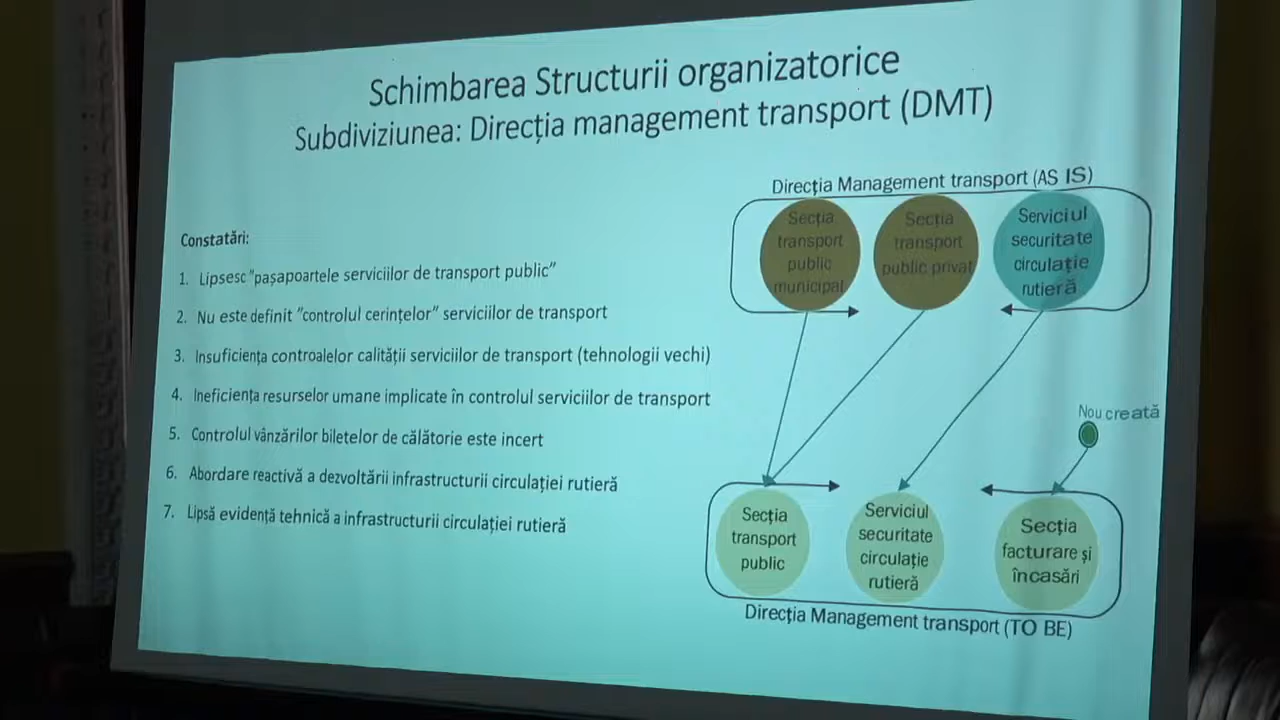 Schimbarea Structurii organizatorice
Subdiviziunea: Direcția management transport (DMT)
Constatări:
1. Lipsesc "pașapoartele serviciilor de transport public"
2. Nu este definit "controlul cerințelor" serviciilor de transport
3. Insuficiența controalelor calității serviciilor de transport (tehnologii vechi)
4. Ineficiența resurselor umane implicate în controlul serviciilor de transport
5. Controlul vânzărilor biletelor de călătorie este incert
6. Abordare reactivă a dezvoltării infrastructurii circulației rutieră
7. Lipsă evidență tehnică a infrastructurii circulației rutieră
Direcția Management transport (AS IS)
Secția
transport
public
municipal
Secția
transport
public privat
Serviciul
securitate
circulație
rutieră
Nou creată
Secția
transport
public
Serviciul
securitate
circulație
rutieră
Secția
facturare și
încasări
Direcția Management transport (TO BE)